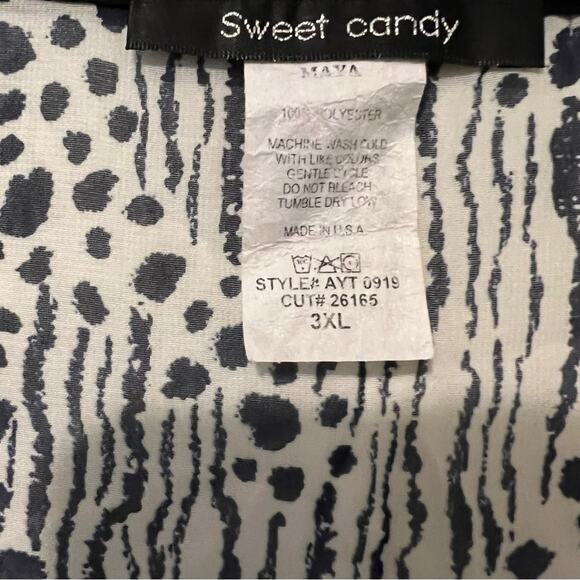 Sweet candy
MAYA
100% POLYESTER
MACHINE WASH COLD
WITH LIKE COLORS
GENTLE CYCLE
DO NOT BLEACH
TUMBLE DRY LOW
MADE IN U.S.A
STYLE# AYT 0919
CUT# 26165
3XL